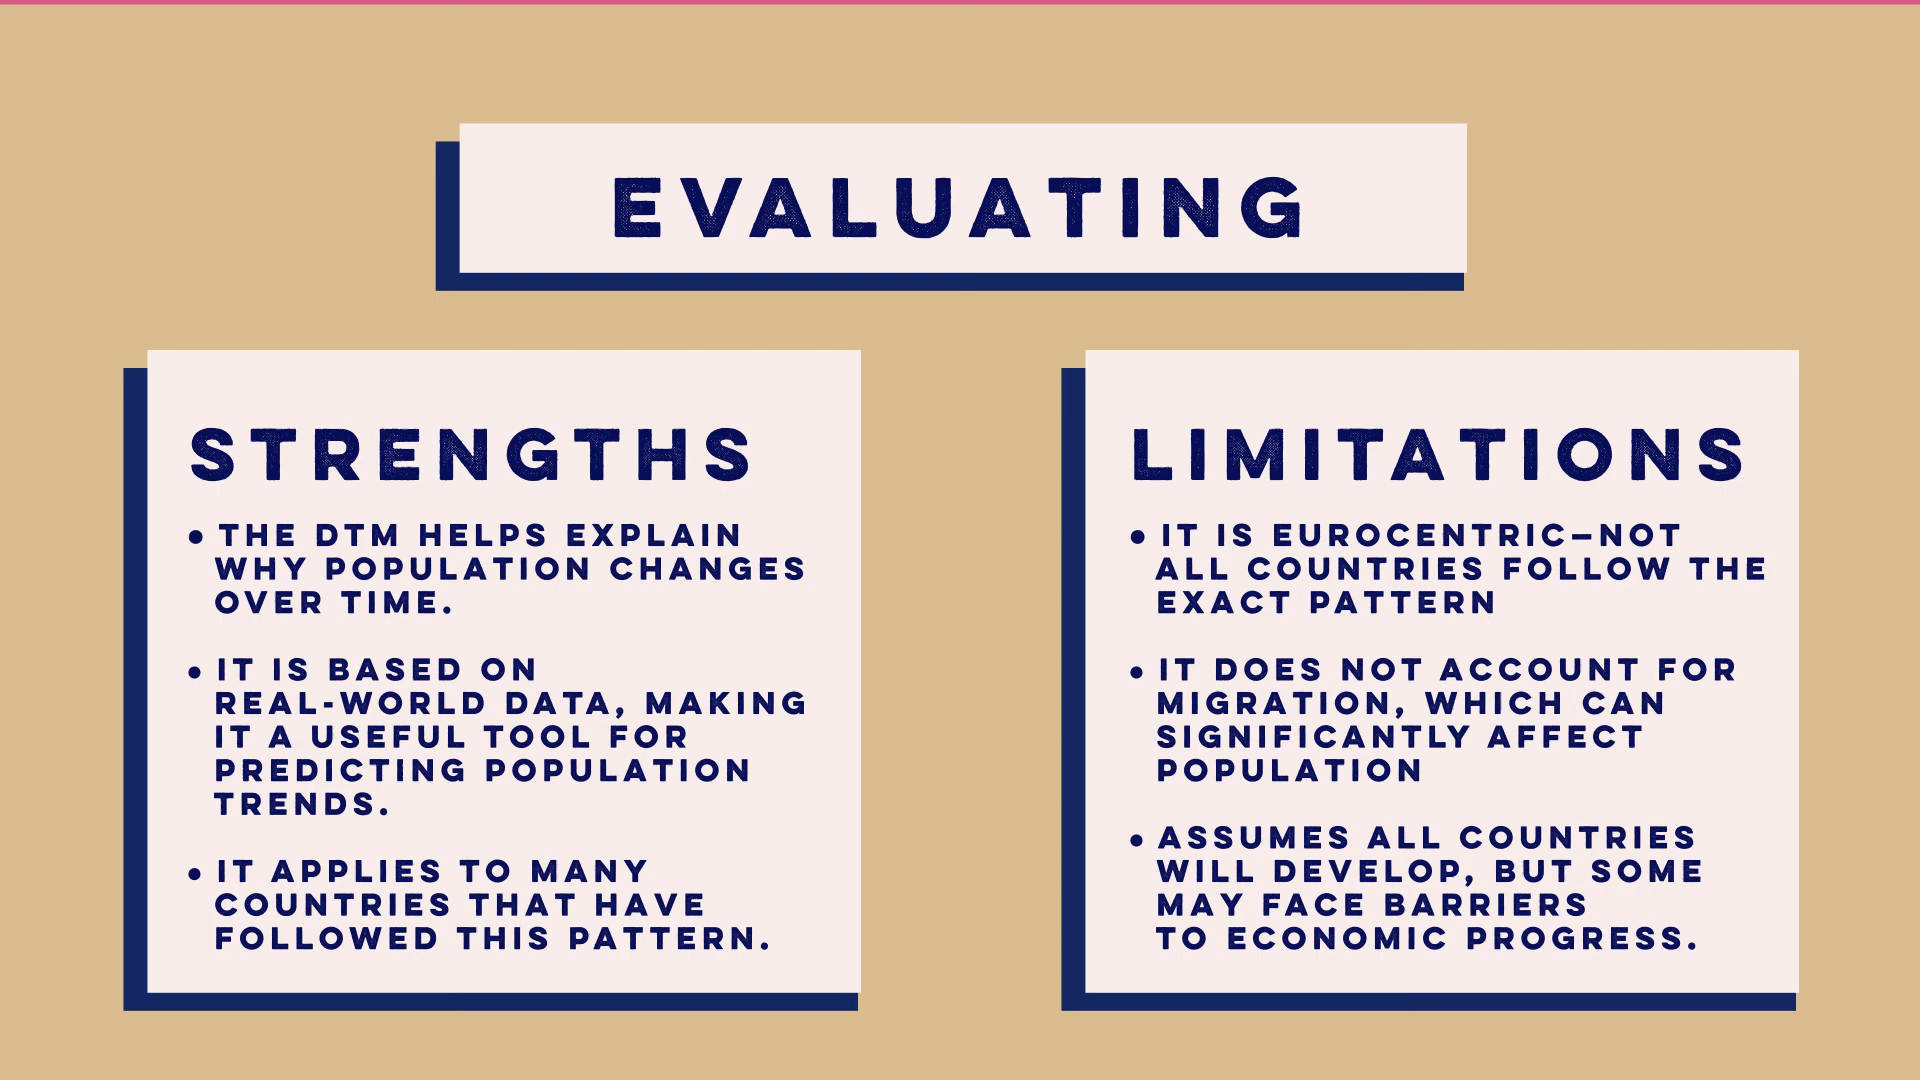 EVALUATING
STRENGTHS
• THE DTM HELPS EXPLAIN
WHY POPULATION CHANGES
OVER TIME.
• IT IS BASED ON
REAL-WORLD DATA, MAKING
IT A USEFUL TOOL FOR
PREDICTING POPULATION
TRENDS.
• IT APPLIES TO MANY
COUNTRIES THAT HAVE
FOLLOWED THIS PATTERN.
LIMITATIONS
• IT IS EUROCENTRIC—NOT
ALL COUNTRIES FOLLOW THE
EXACT PATTERN
• IT DOES NOT ACCOUNT FOR
MIGRATION, WHICH CAN
SIGNIFICANTLY AFFECT
POPULATION
• ASSUMES ALL COUNTRIES
WILL DEVELOP, BUT SOME
MAY FACE BARRIERS
TO ECONOMIC PROGRESS.